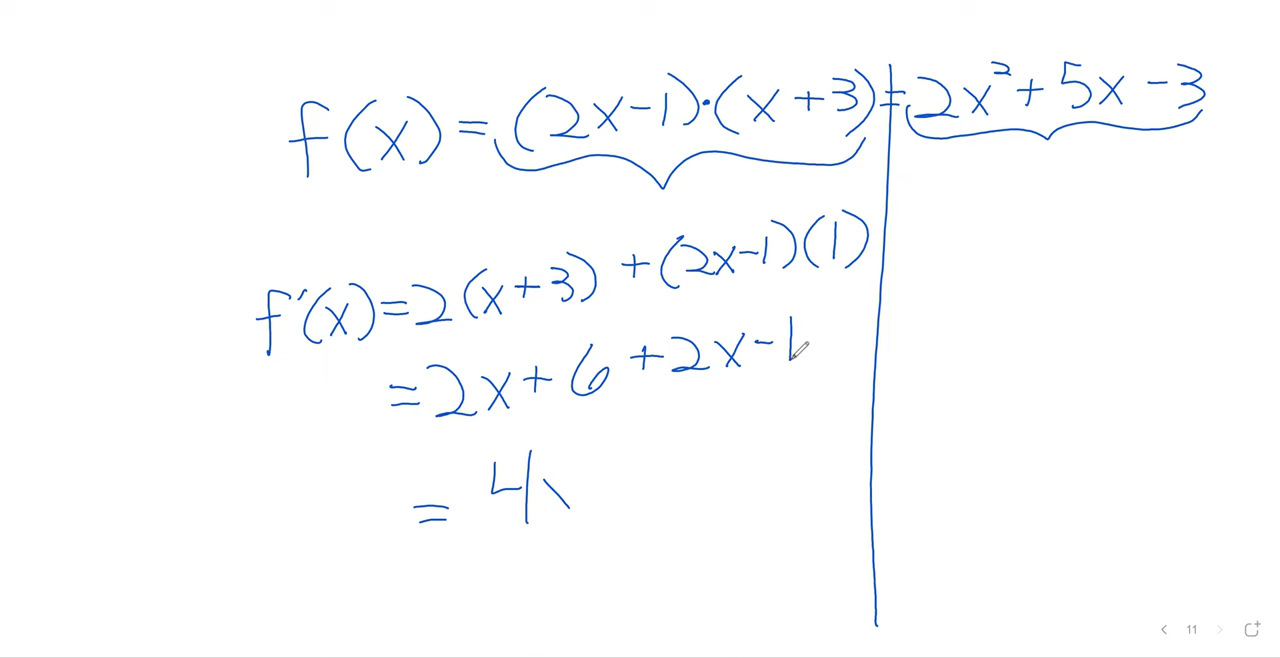 f(x) = (2x-1)·(x+3) = 2x² + 5x - 3
f'(x) = 2(x+3) + (2x-1)(1)
= 2x + 6 + 2x - 1
= 4
11